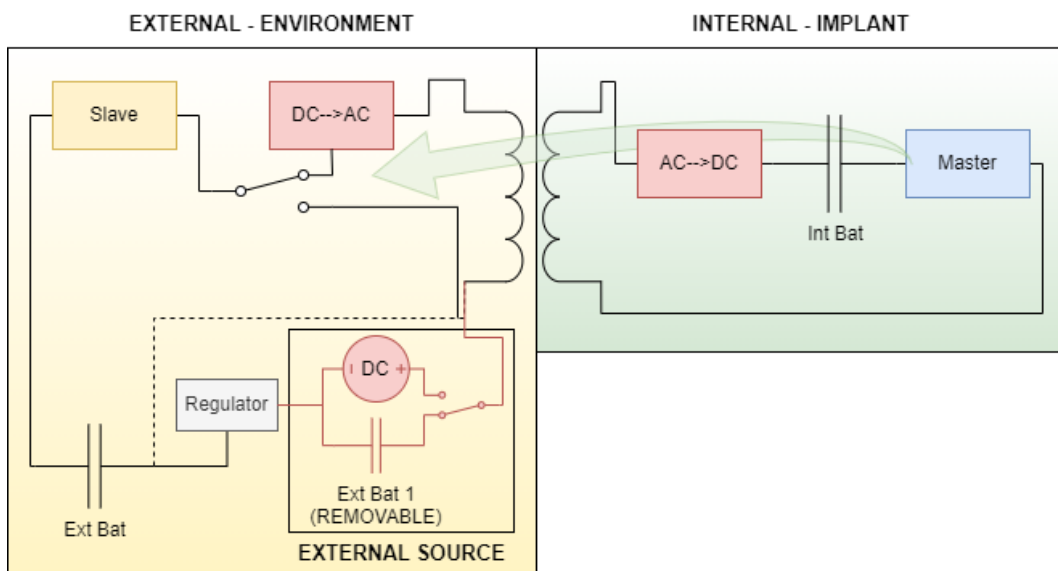 EXTERNAL - ENVIRONMENT
INTERNAL - IMPLANT
Slave
DC-->AC
AC-->DC
Master
Int Bat
DC
Regulator
Ext Bat 1
(REMOVABLE)
Ext Bat
EXTERNAL SOURCE